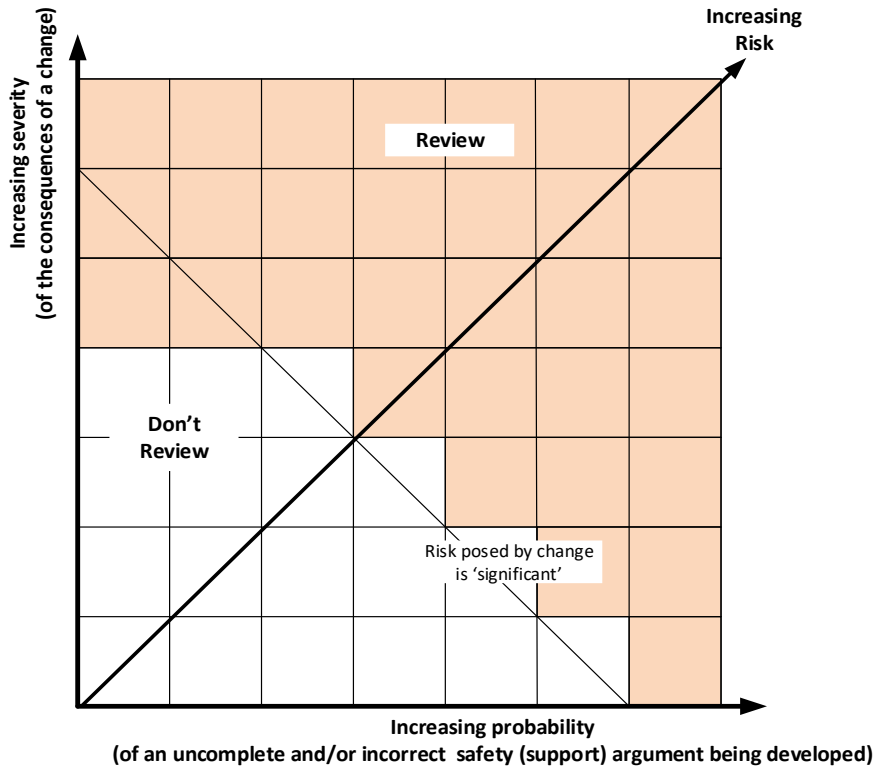 Increasing
Risk
Increasing severity
(of the consequences of a change)
Review
Don’t
Review
Risk posed by change
is ‘significant’
Increasing probability
(of an uncomplete and/or incorrect safety (support) argument being developed)